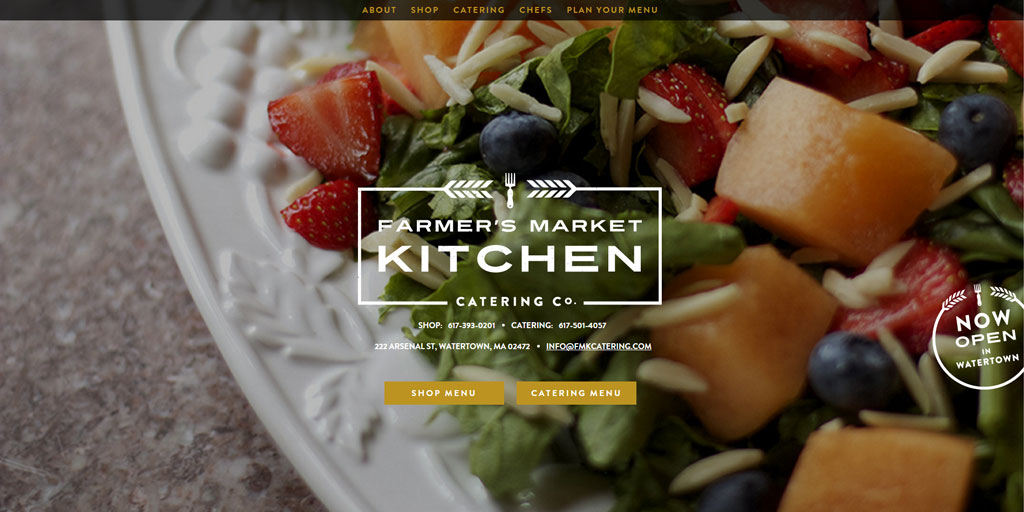 ABOUT SHOP CATERING CHEFS PLAN YOUR MENU
FARMER'S MARKET
KITCHEN
CATERING Co.
SHOP: 617-393-0201 • CATERING: 617-501-4057
222 ARSENAL ST, WATERTOWN, MA 02472 • INFO@FMKCATERING.COM
NOW
OPEN
IN
WATERTOWN
SHOP MENU CATERING MENU